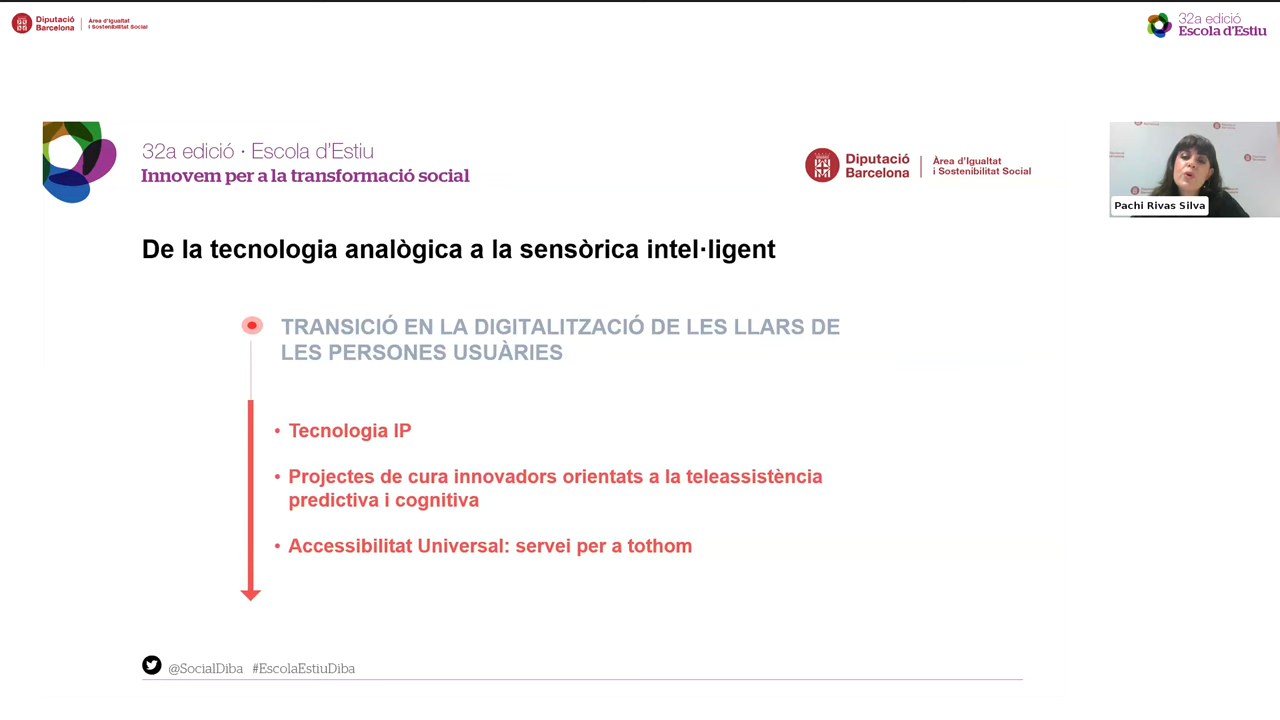 Diputació
Barcelona
Àrea d'Igualtat
i Sostenibilitat Social
32a edició
Escola d'Estiu
32a edició · Escola d'Estiu
Innovem per a la transformació social
Diputació
Barcelona
Àrea d'Igualtat
i Sostenibilitat Social
Pachi Rivas Silva
De la tecnologia analògica a la sensòrica intel·ligent
TRANSICIÓ EN LA DIGITALITZACIÓ DE LES LLARS DE
LES PERSONES USUÀRIES
• Tecnologia IP
• Projectes de cura innovadors orientats a la teleassistència
predictiva i cognitiva
• Accessibilitat Universal: servei per a tothom
@SocialDiba #EscolaEstiuDiba